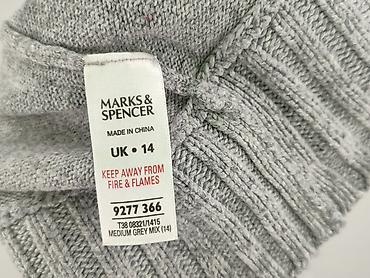 MARKS &
SPENCER
MADE IN CHINA
UK • 14
KEEP AWAY FROM
FIRE & FLAMES
9277 366
T38 08321/1415
MEDIUM GREY MIX (14)